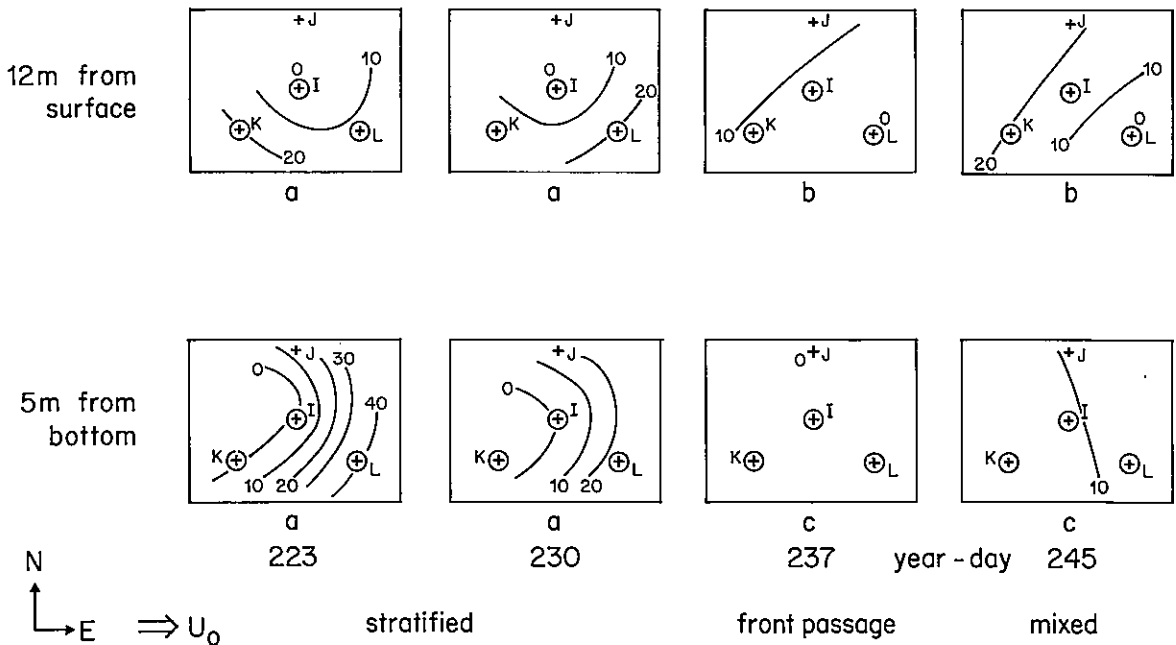 12m from
surface
J
0
I
10
K
L
20
a
J
0
I
10
20
K
L
a
J
I
10
K
0
L
b
J
10
I
K
0
L
20
10
b
5m from
bottom
J
30
0
I
40
K
L
10
20
a
J
0
I
K
L
10
20
a
0
J
I
K
L
c
J
I
K
L
10
c
223
230
237
year-day
245
N
E
U₀
stratified
front passage
mixed